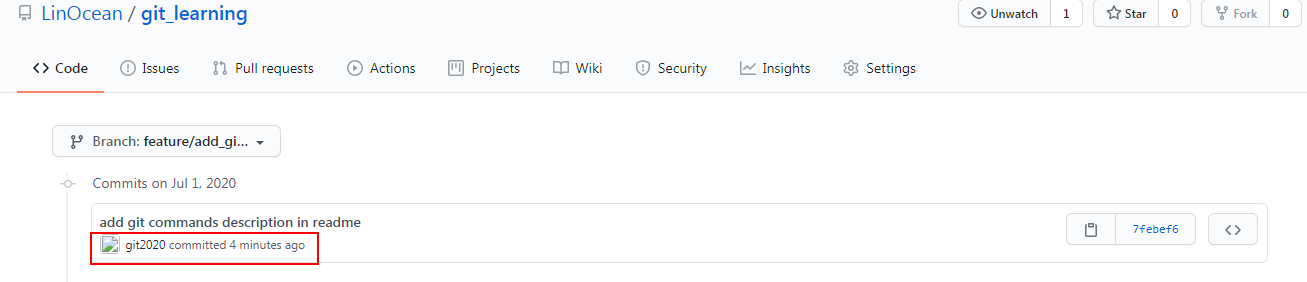 LinOcean / git_learning
Unwatch 1 Star 0 Fork 0
Code Issues Pull requests Actions Projects Wiki Security Insights Settings
Branch: feature/add_gi...
Commits on Jul 1, 2020
add git commands description in readme
git2020 committed 4 minutes ago
7febef6